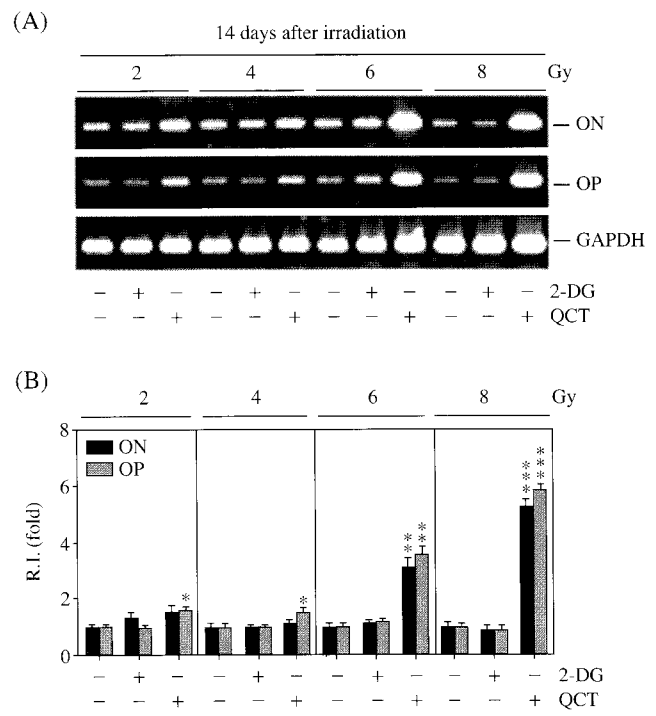 (A)
14 days after irradiation
2 4 6 8 Gy
ON
OP
GAPDH
– + – – + – – + – – + – 2-DG
– – + – – + – – + – – + QCT
(B)
2 4 6 8 Gy
8
6
4
2
0
R.I. (fold)
ON
OP
* * ** ** *** ***
– + – – + – – + – – + – 2-DG
– – + – – + – – + – – + QCT